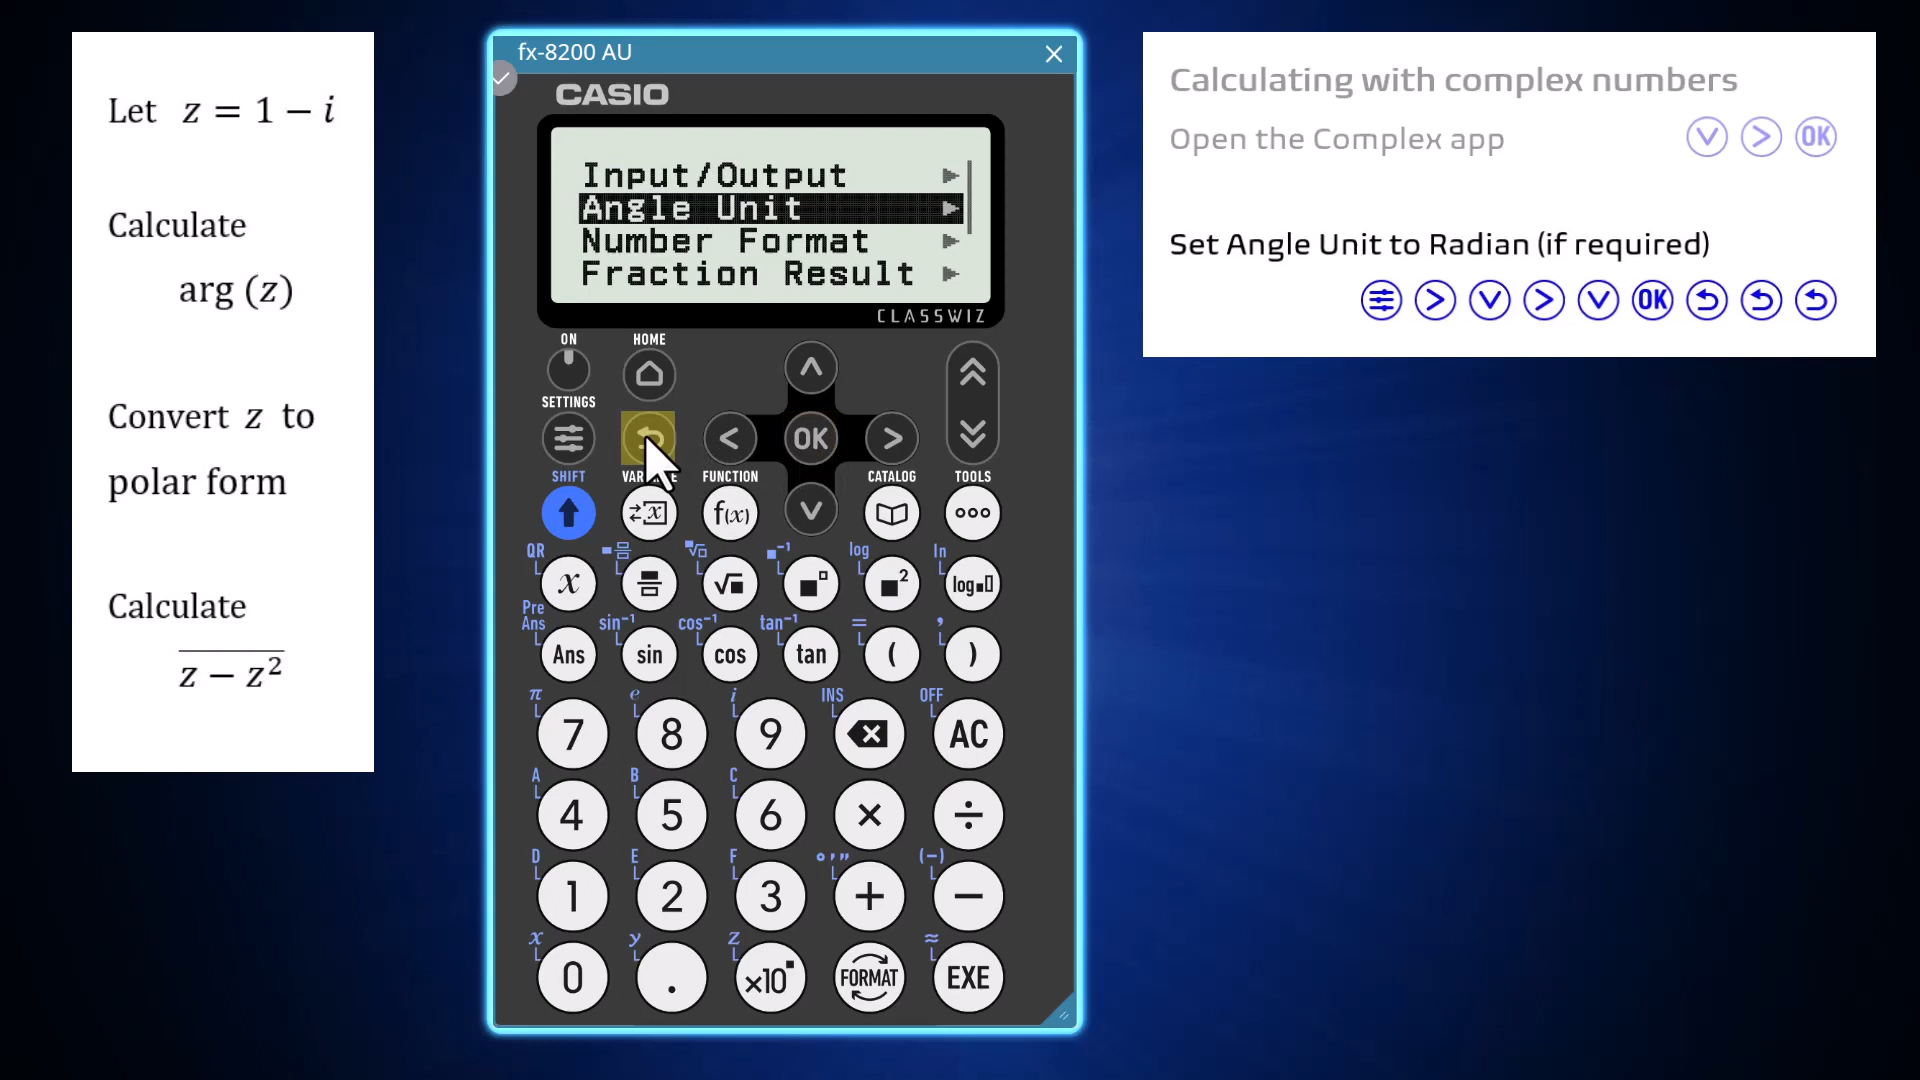 Let z = 1 − i
Calculate
arg (z)
Convert z to
polar form
Calculate
z − z²
fx-8200 AU
CASIO
Input/Output
Angle Unit
Number Format
Fraction Result
CLASSWIZ
ON HOME
SETTINGS
OK
SHIFT FUNCTION CATALOG TOOLS
x f(x)
QR √ ■⁻¹ log ln
x √■ ■ ■² log
Pre Ans sin⁻¹ cos⁻¹ tan⁻¹ = ,
Ans sin cos tan ( )
π e i INS OFF
7 8 9 AC
A B C
4 5 6 × ÷
D E F °′″ (−)
1 2 3 + −
x y z ≈
0 . ×10■ FORMAT EXE
Calculating with complex numbers
Open the Complex app OK
Set Angle Unit to Radian (if required)
OK